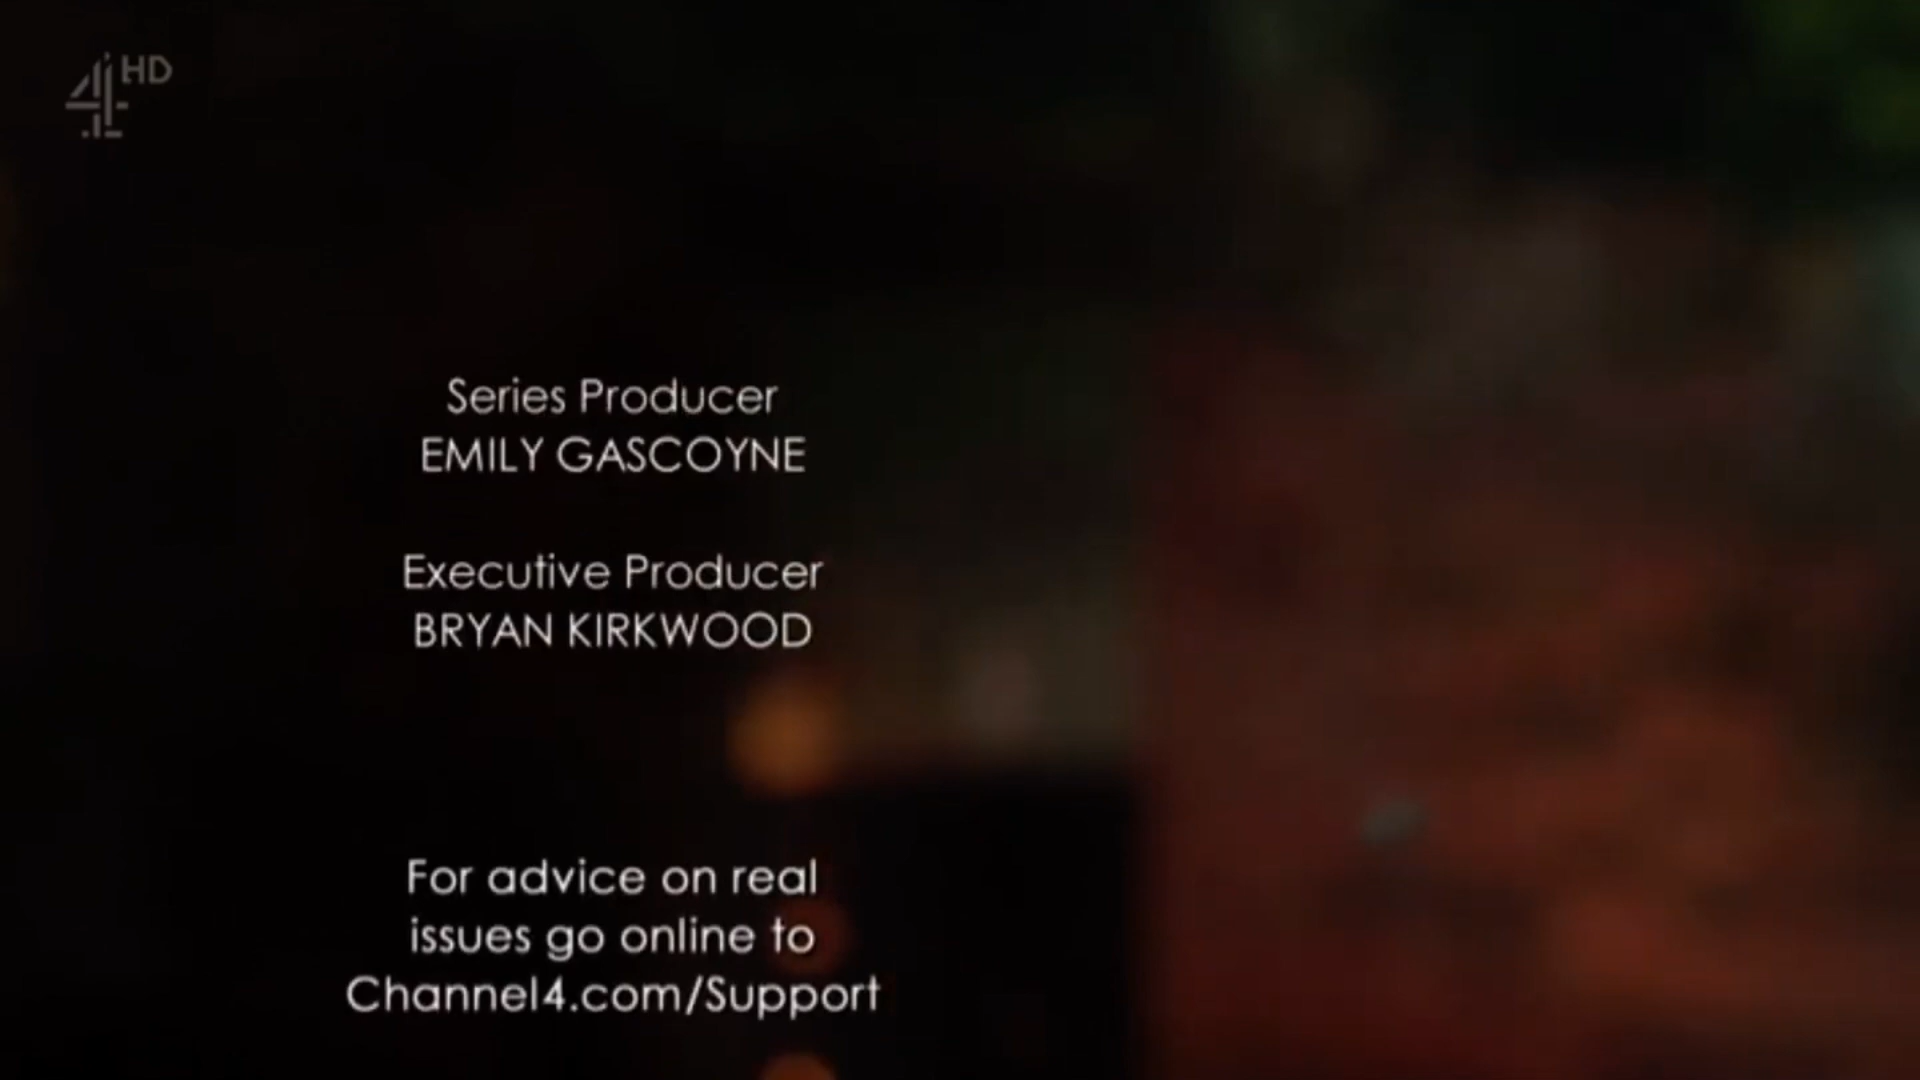 4HD
Series Producer
EMILY GASCOYNE
Executive Producer
BRYAN KIRKWOOD
For advice on real
issues go online to
Channel4.com/Support